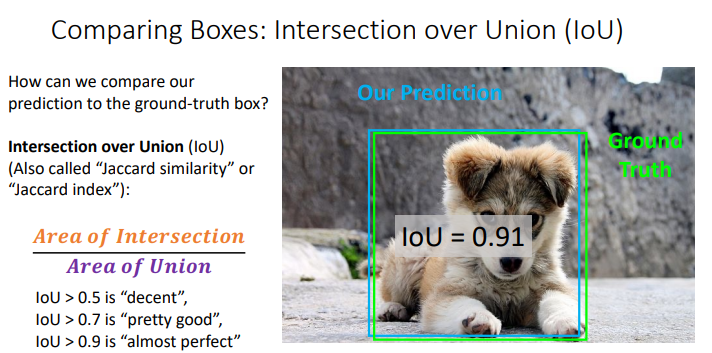 Comparing Boxes: Intersection over Union (IoU)
How can we compare our
prediction to the ground-truth box?
Intersection over Union (IoU)
(Also called “Jaccard similarity” or
“Jaccard index”):
Area of Intersection
Area of Union
IoU > 0.5 is “decent”,
IoU > 0.7 is “pretty good”,
IoU > 0.9 is “almost perfect”
Our Prediction
Ground
Truth
IoU = 0.91